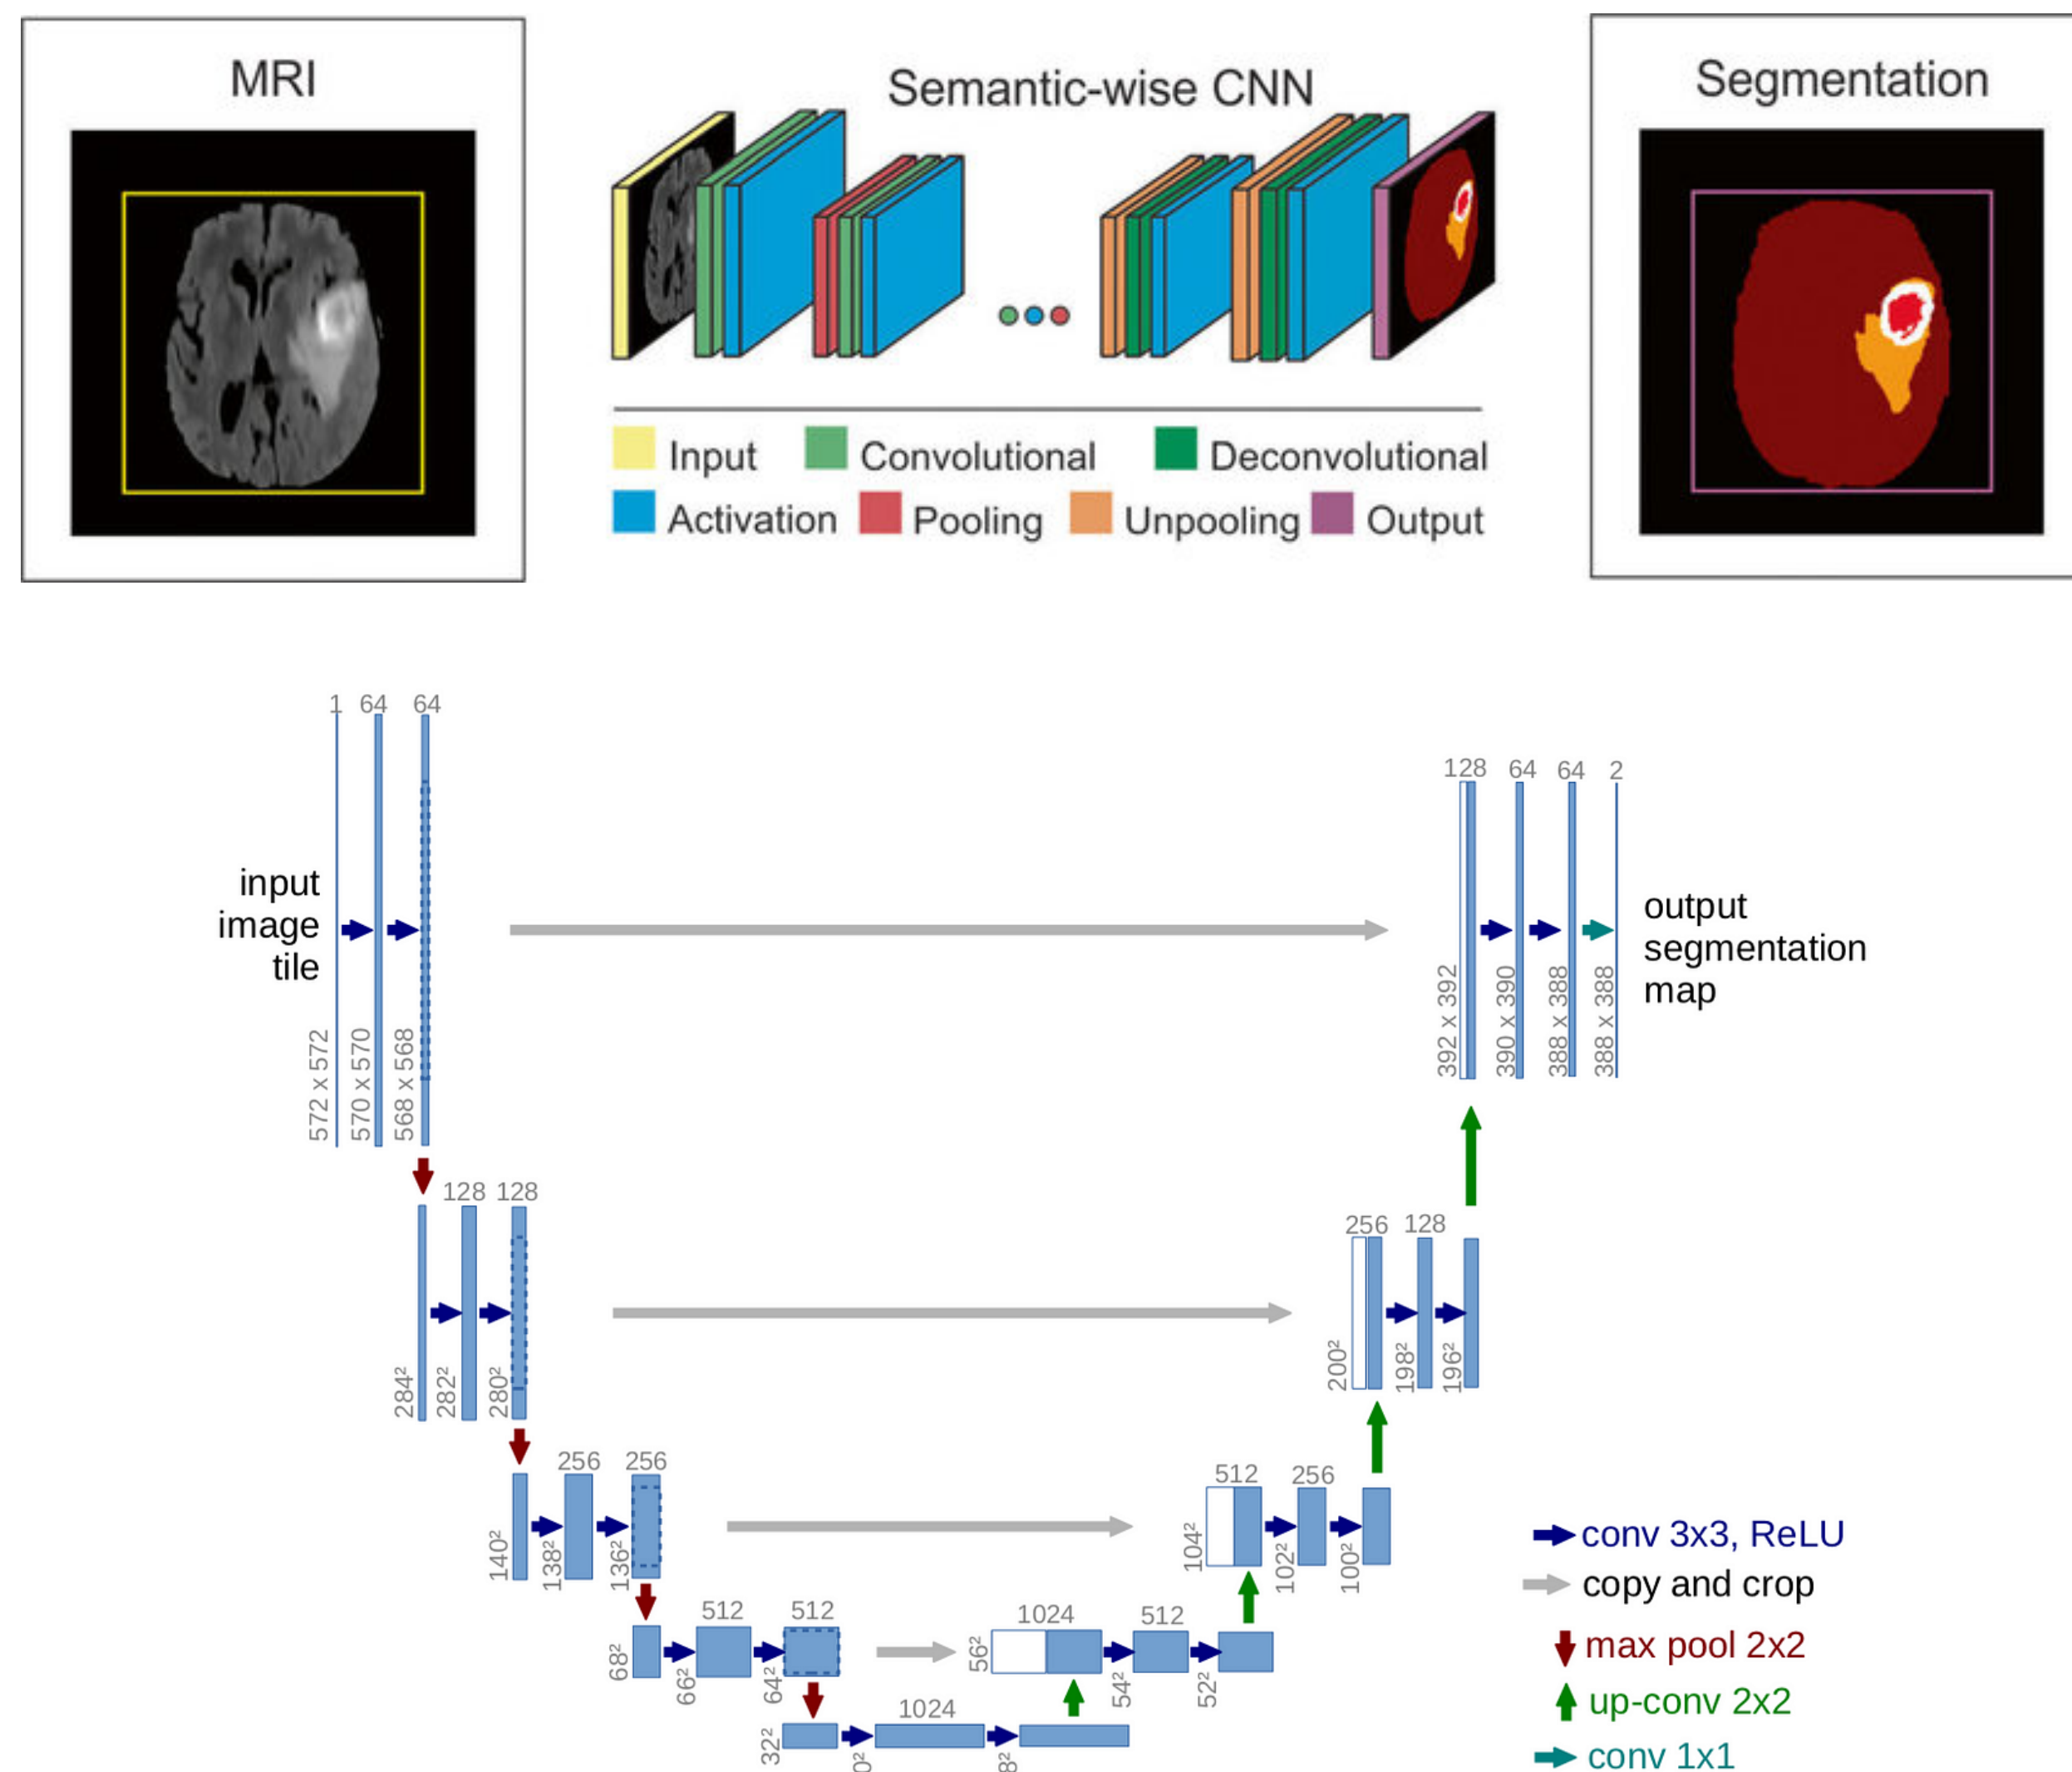 MRI
Semantic-wise CNN
Segmentation
Input
Convolutional
Deconvolutional
Activation
Pooling
Unpooling
Output
1 64 64
128 64 64 2
input
image
tile
output
segmentation
map
572 x 572
570 x 570
568 x 568
392 x 392
390 x 390
388 x 388
388 x 388
128 128
256 128
284²
282²
280²
200²
198²
196²
256 256
512 256
140²
138²
136²
104²
102²
100²
512 512
1024 512
68²
66²
64²
56²
54²
52²
1024
32²
conv 3x3, ReLU
copy and crop
max pool 2x2
up-conv 2x2
conv 1x1